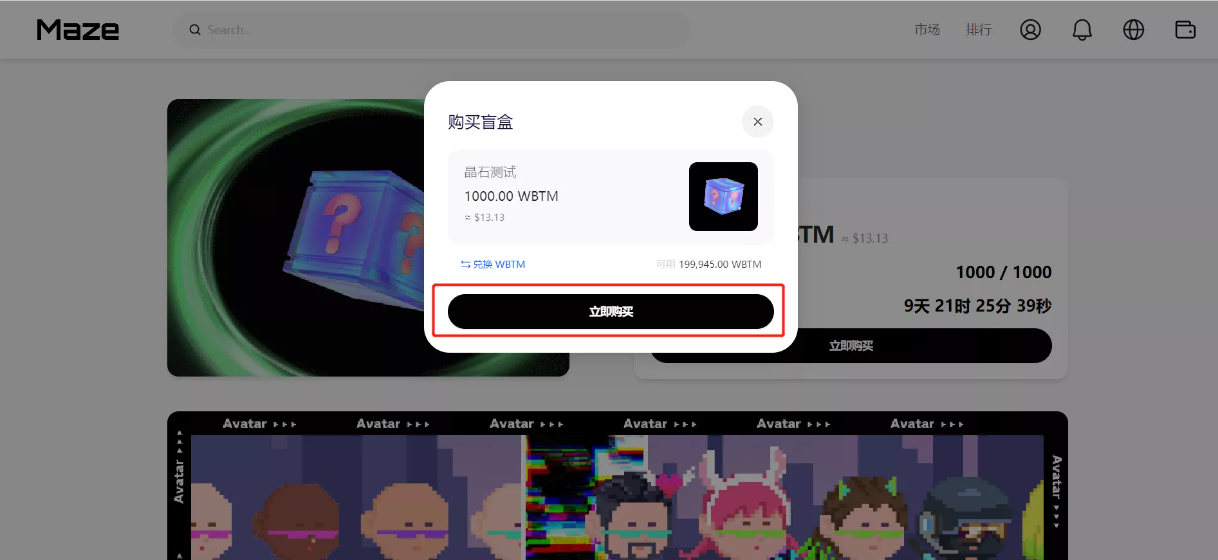 Maze
Search...
市场
排行
购买盲盒
晶石测试
1000.00 WBTM
≈ $13.13
⇆ 兑换 WBTM
可用 199,945.00 WBTM
立即购买
TM ≈ $13.13
1000 / 1000
9天 21时 25分 39秒
立即购买
Avatar ▸▸▸ Avatar ▸▸▸ Avatar ▸▸▸ Avatar ▸▸▸ Avatar ▸▸▸ Avatar ▸▸▸
Avatar ▸▸▸
Avatar ▸▸▸